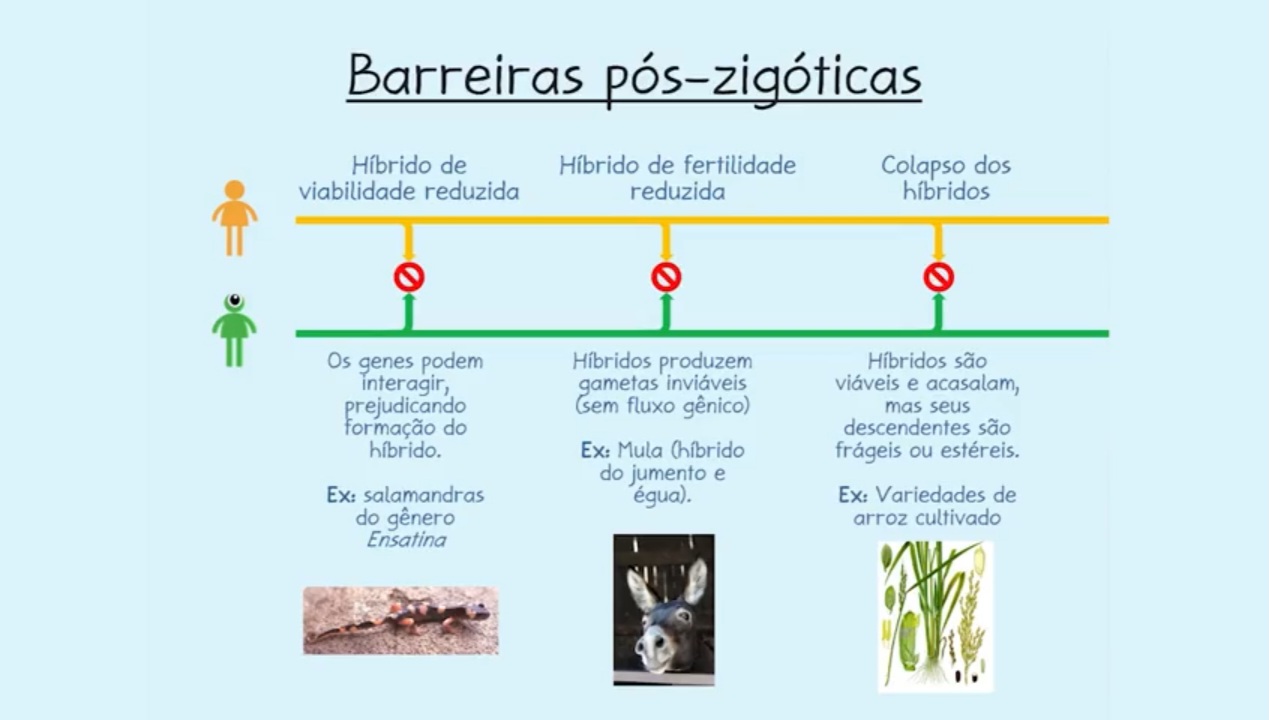 Barreiras pós-zigóticas
Híbrido de
viabilidade reduzida
Híbrido de fertilidade
reduzida
Colapso dos
híbridos
Os genes podem
interagir,
prejudicando
formação do
híbrido.
Ex: salamandras
do gênero
Ensatina
Híbridos produzem
gametas inviáveis
(sem fluxo gênico)
Ex: Mula (híbrido
do jumento e
égua).
Híbridos são
viáveis e acasalam,
mas seus
descendentes são
frágeis ou estéreis.
Ex: Variedades de
arroz cultivado